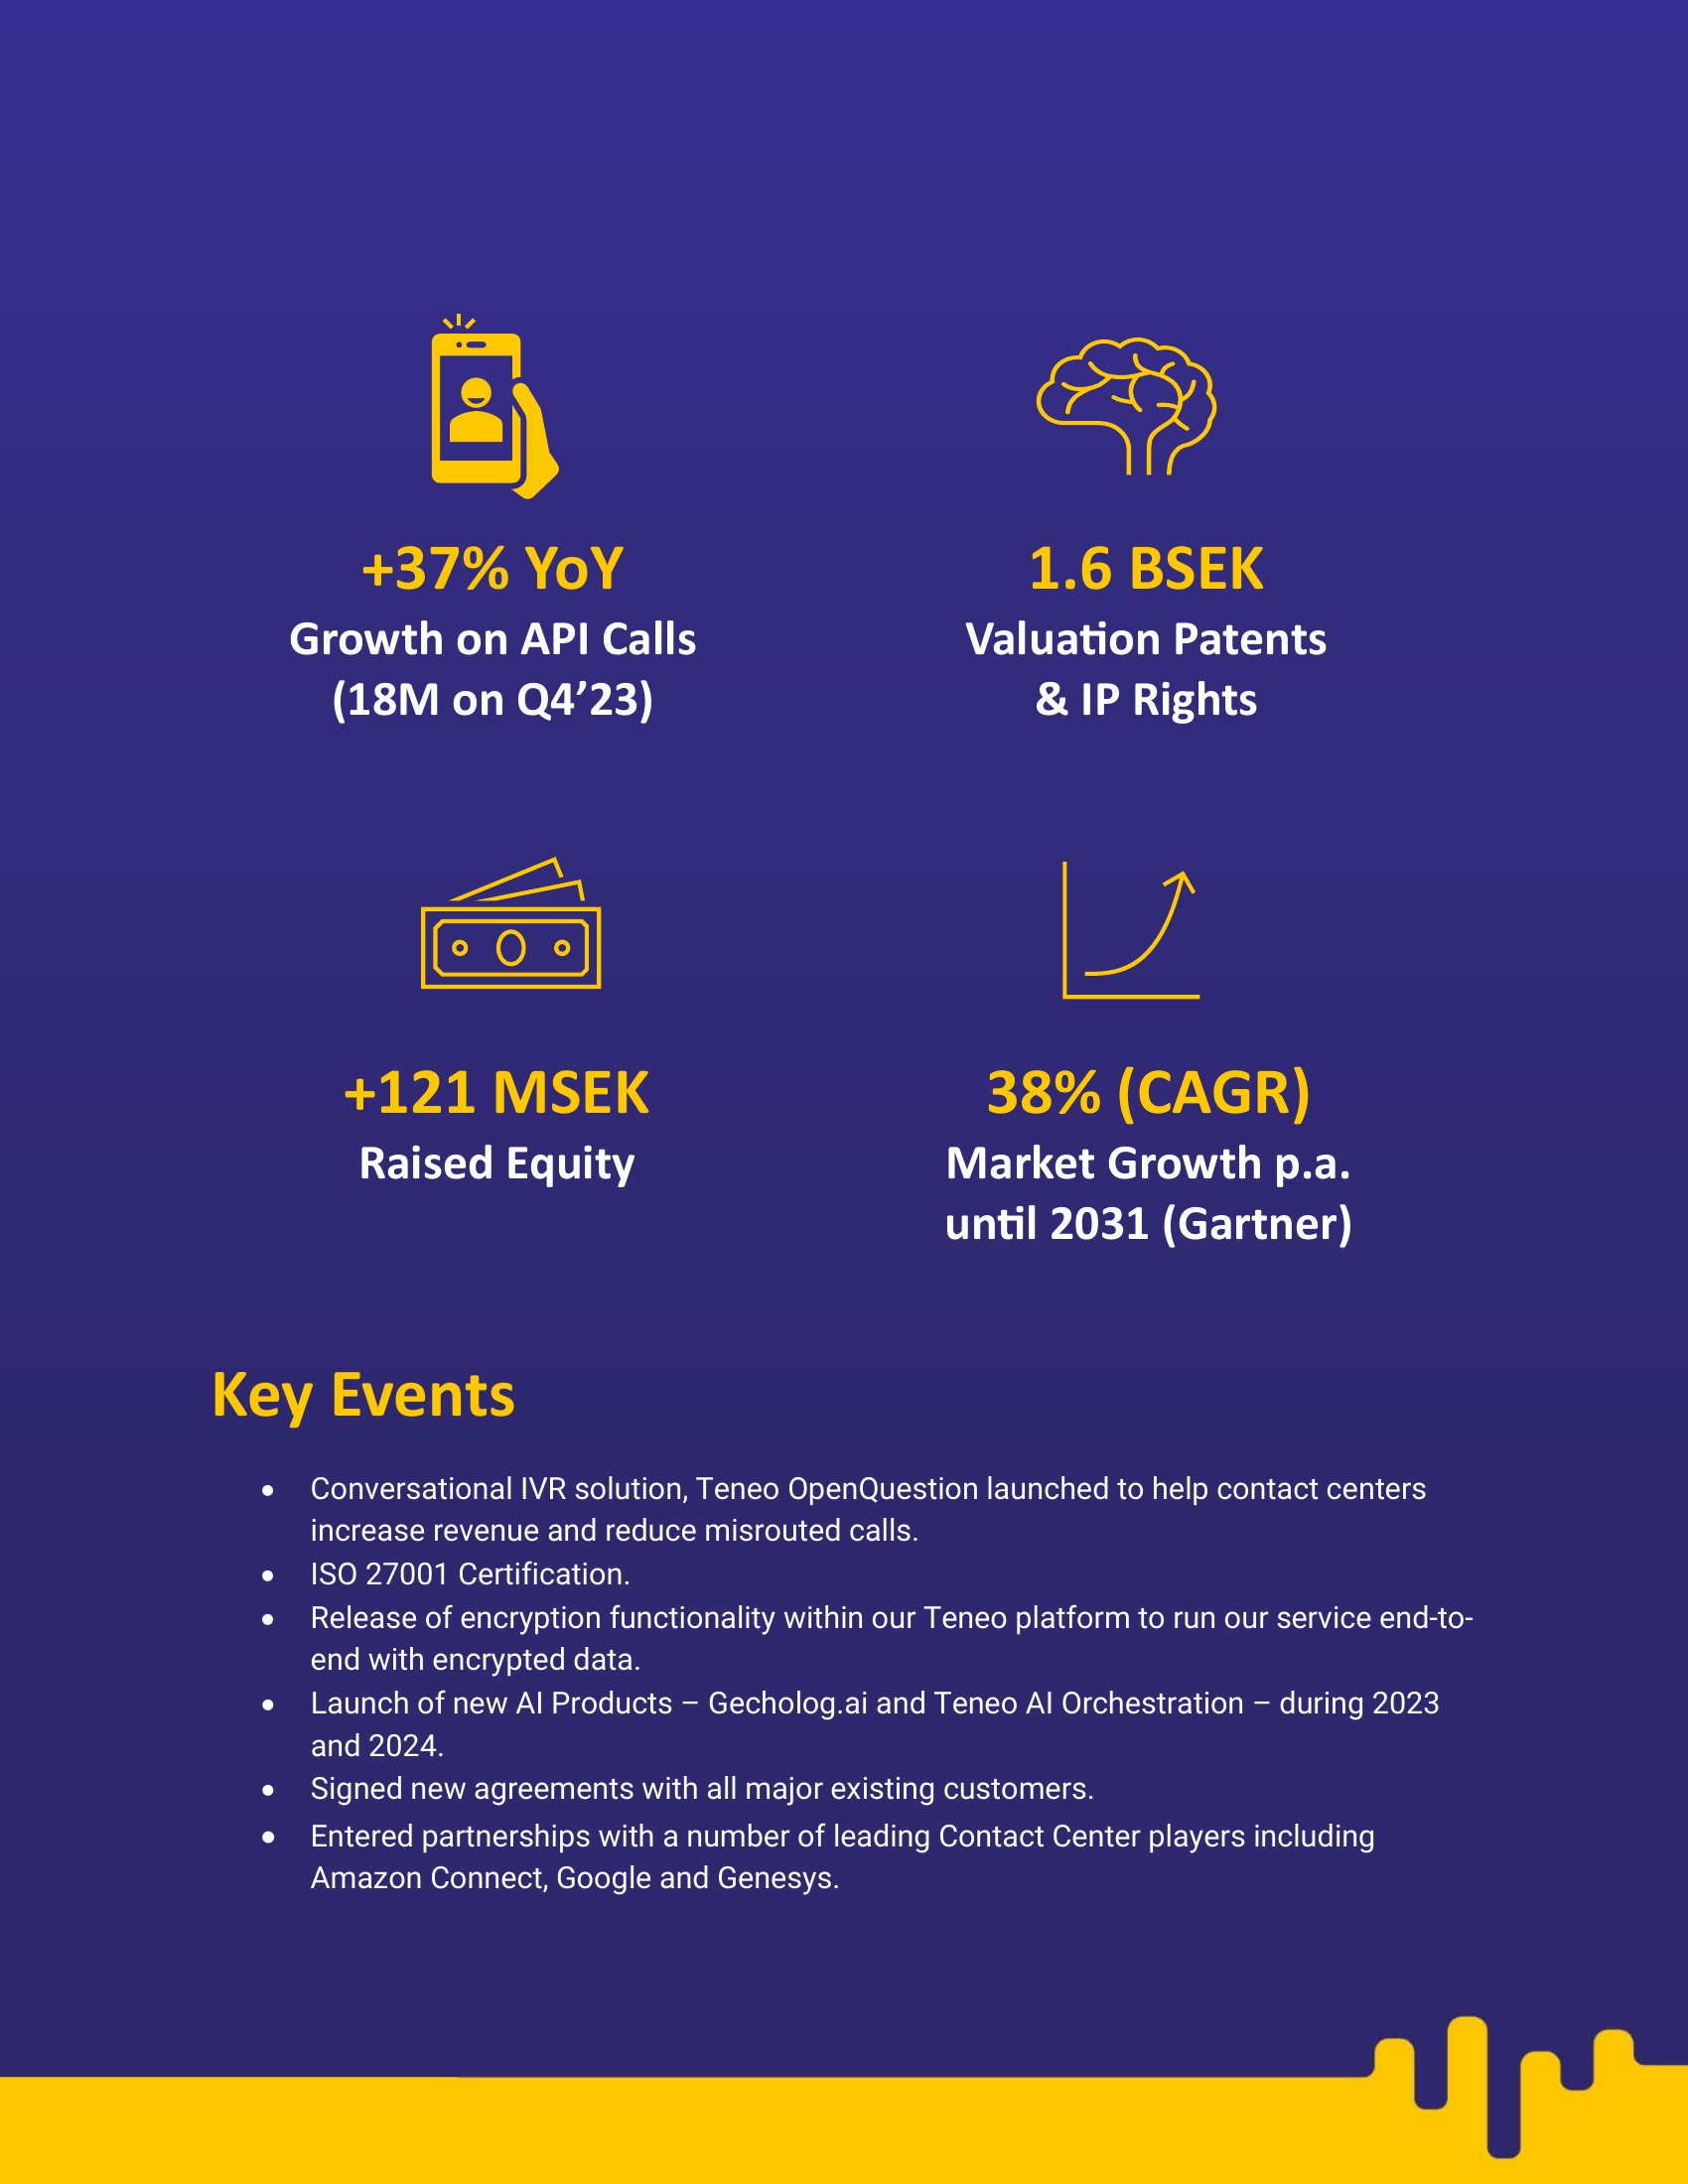 +37% YoY
Growth on API Calls
(18M on Q4’23)
1.6 BSEK
Valuation Patents
& IP Rights
+121 MSEK
Raised Equity
38% (CAGR)
Market Growth p.a.
until 2031 (Gartner)
Key Events
• Conversational IVR solution, Teneo OpenQuestion launched to help contact centers
increase revenue and reduce misrouted calls.
• ISO 27001 Certification.
• Release of encryption functionality within our Teneo platform to run our service end-to-
end with encrypted data.
• Launch of new AI Products – Gecholog.ai and Teneo AI Orchestration – during 2023
and 2024.
• Signed new agreements with all major existing customers.
• Entered partnerships with a number of leading Contact Center players including
Amazon Connect, Google and Genesys.